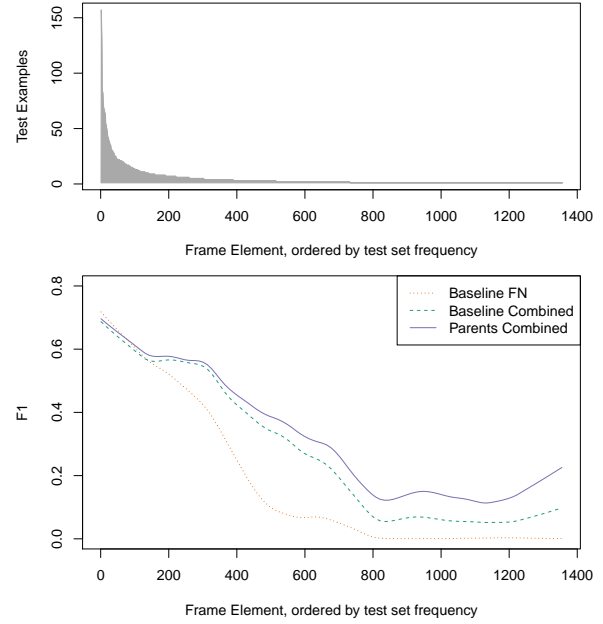 150
100
50
0
Test Examples
0 200 400 600 800 1000 1200 1400
Frame Element, ordered by test set frequency
0.8
0.6
0.4
0.2
0.0
F1
Baseline FN
Baseline Combined
Parents Combined
0 200 400 600 800 1000 1200 1400
Frame Element, ordered by test set frequency